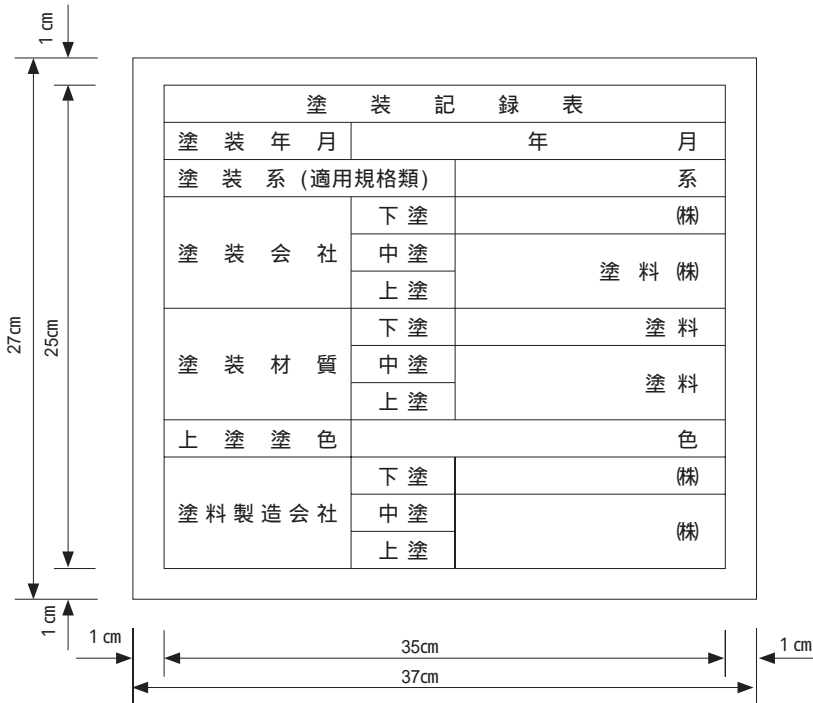 1 cm
27cm
25cm
塗装記録表
塗装年月 年 月
塗装系(適用規格類) 系
塗装会社 下塗 ㈱
中塗 塗料㈱
上塗
塗装材質 下塗 塗料
中塗 塗料
上塗
上塗塗色 色
塗料製造会社 下塗 ㈱
中塗 ㈱
上塗
1 cm
1 cm
35cm
1 cm
37cm